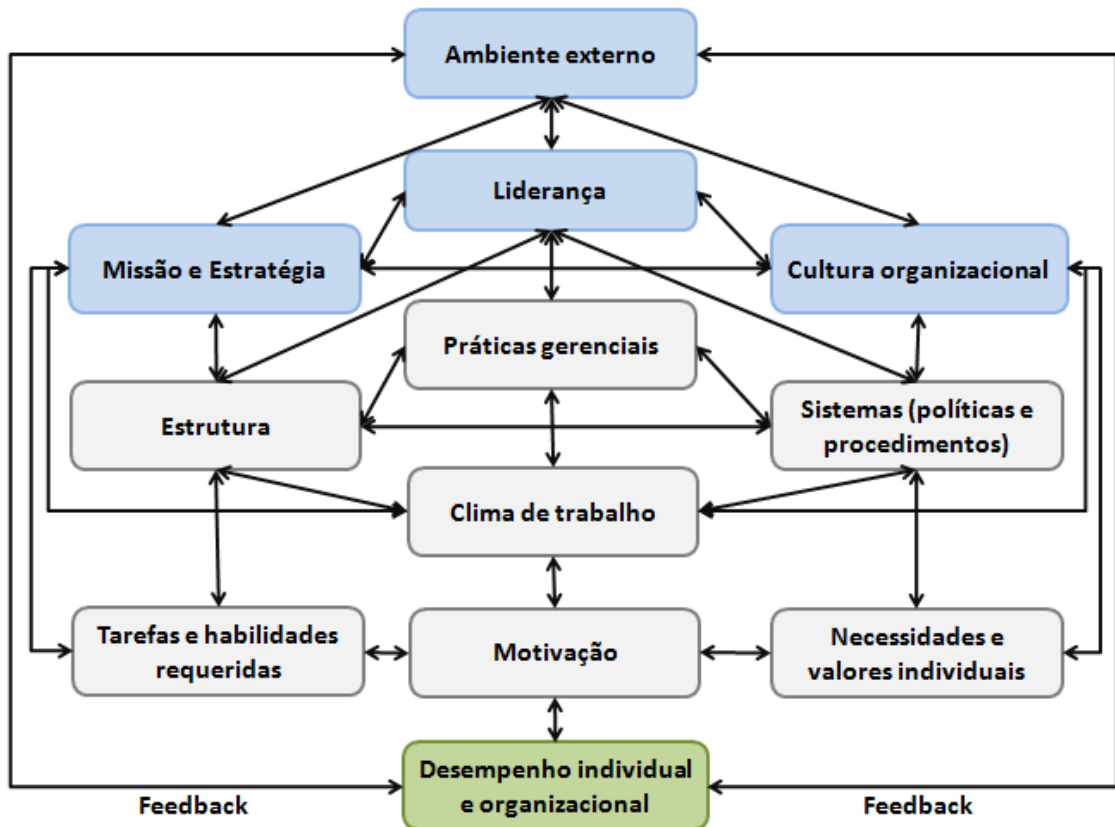 Ambiente externo
Liderança
Missão e Estratégia
Cultura organizacional
Práticas gerenciais
Estrutura
Sistemas (políticas e
procedimentos)
Clima de trabalho
Tarefas e habilidades
requeridas
Motivação
Necessidades e
valores individuais
Desempenho individual
e organizacional
Feedback
Feedback